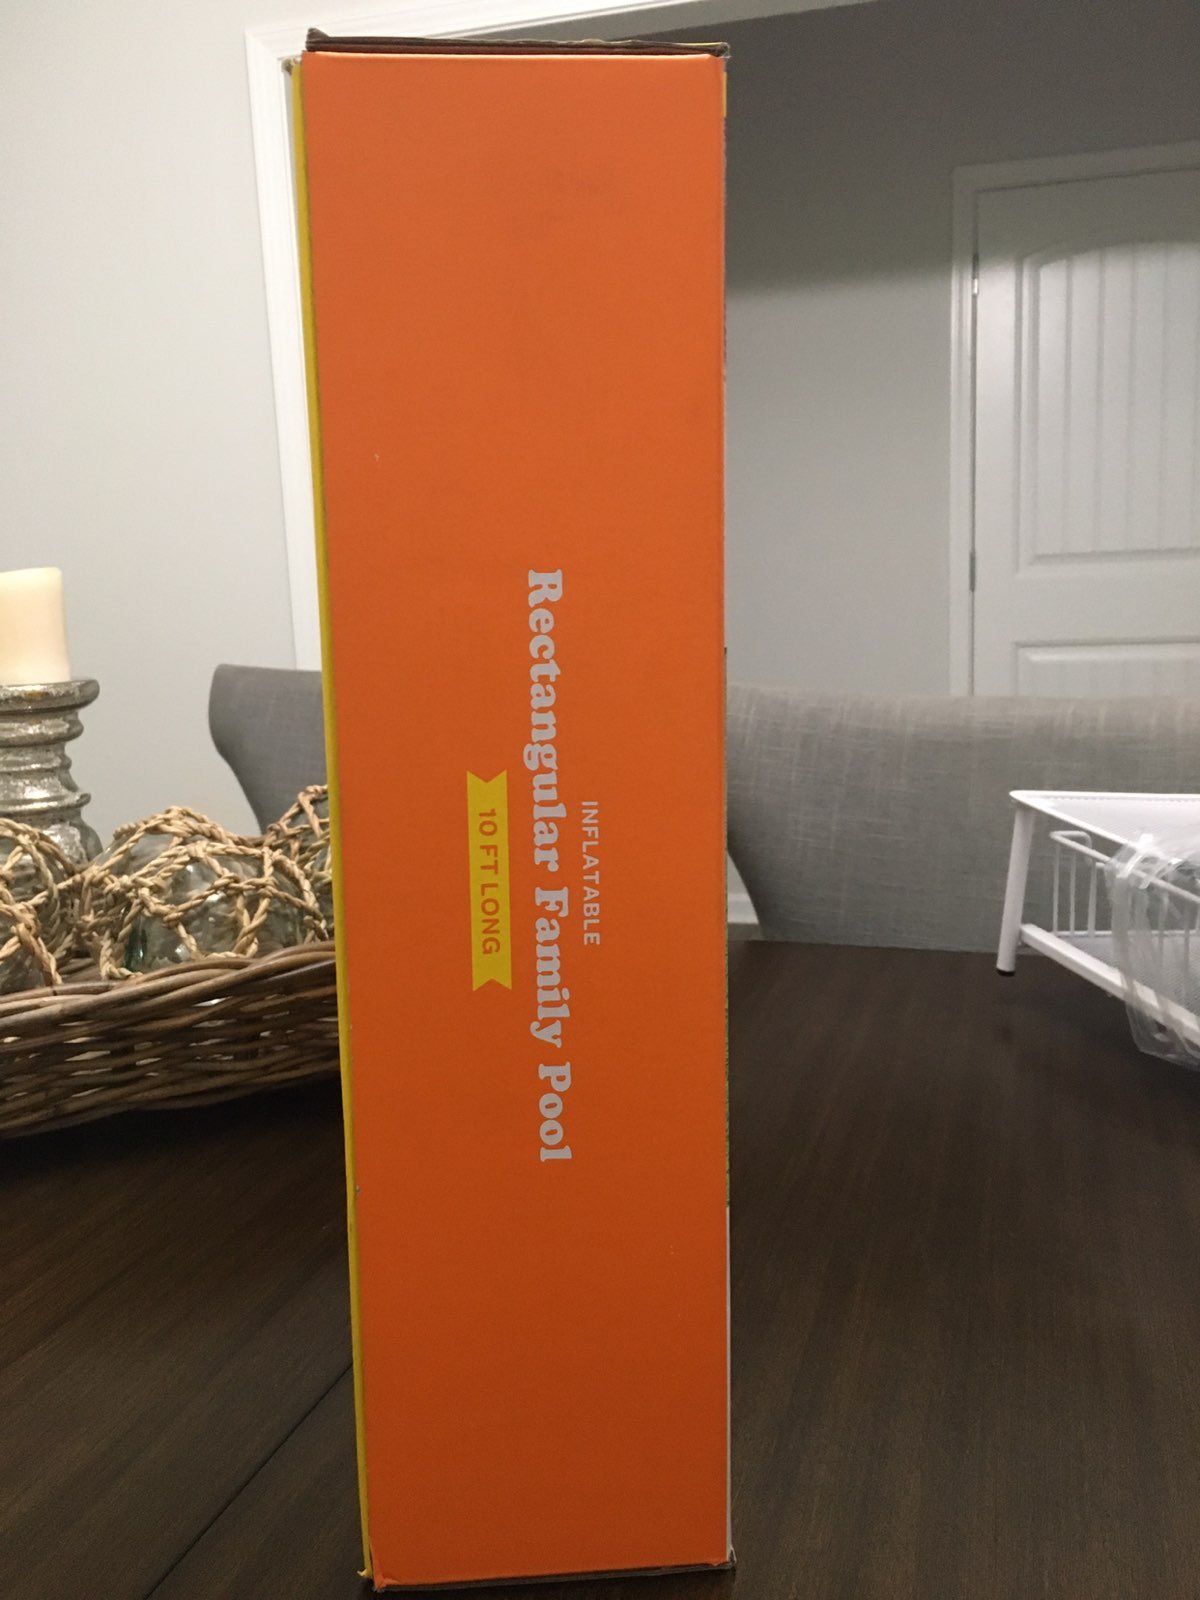 INFLATABLE
Rectangular Family Pool
10 FT LONG